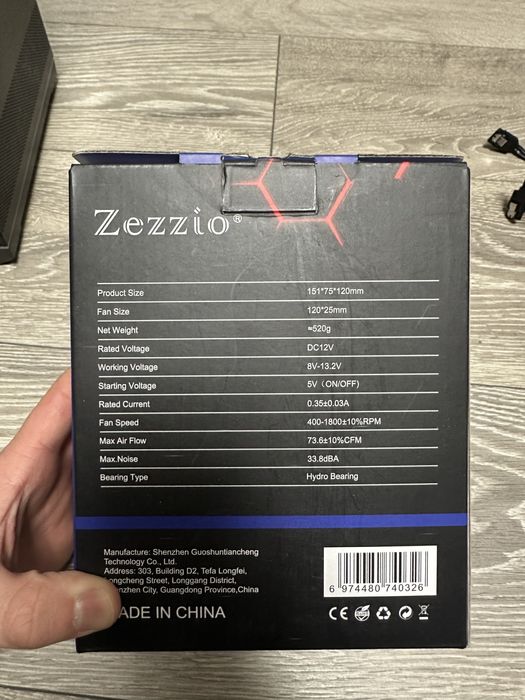 Zezzio®
Product Size 151*75*120mm
Fan Size 120*25mm
Net Weight ≈520g
Rated Voltage DC12V
Working Voltage 8V-13.2V
Starting Voltage 5V（ON/OFF)
Rated Current 0.35±0.03A
Fan Speed 400-1800±10%RPM
Max Air Flow 73.6±10%CFM
Max.Noise 33.8dBA
Bearing Type Hydro Bearing
Manufacture: Shenzhen Guoshuntiancheng
Technology Co., Ltd.
Address: 303, Building D2, Tefa Longfei,
Street, Longgang District,
City, Guangdong Province,China
IN CHINA
6 974480 740326
CE